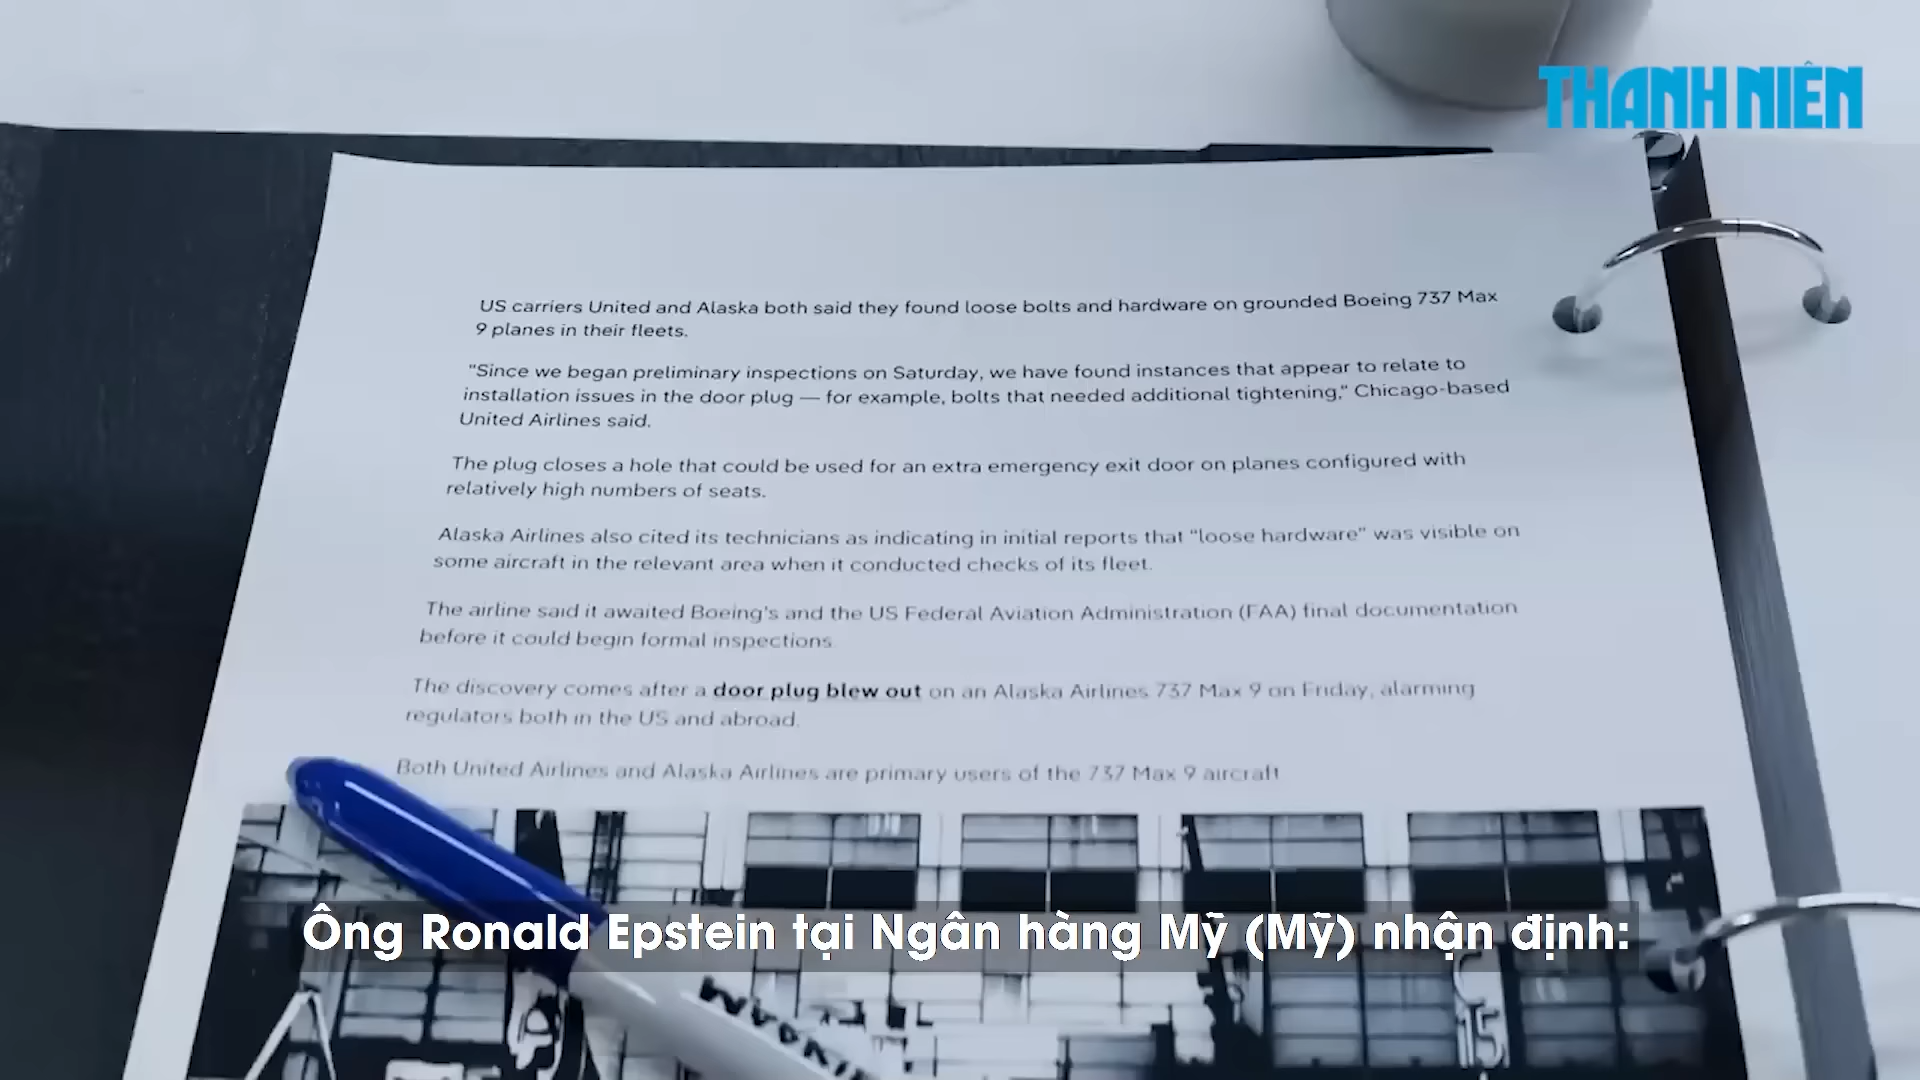 THANH NIÊN
US carriers United and Alaska both said they found loose bolts and hardware on grounded Boeing 737 Max
9 planes in their fleets.
"Since we began preliminary inspections on Saturday, we have found instances that appear to relate to
installation issues in the door plug — for example, bolts that needed additional tightening," Chicago-based
United Airlines said.
The plug closes a hole that could be used for an extra emergency exit door on planes configured with
relatively high numbers of seats.
Alaska Airlines also cited its technicians as indicating in initial reports that "loose hardware" was visible on
some aircraft in the relevant area when it conducted checks of its fleet.
The airline said it awaited Boeing's and the US Federal Aviation Administration (FAA) final documentation
before it could begin formal inspections.
The discovery comes after a door plug blew out on an Alaska Airlines 737 Max 9 on Friday, alarming
regulators both in the US and abroad.
Both United Airlines and Alaska Airlines are primary users of the 737 Max 9 aircraft
Ông Ronald Epstein tại Ngân hàng Mỹ (Mỹ) nhận định:
C
15